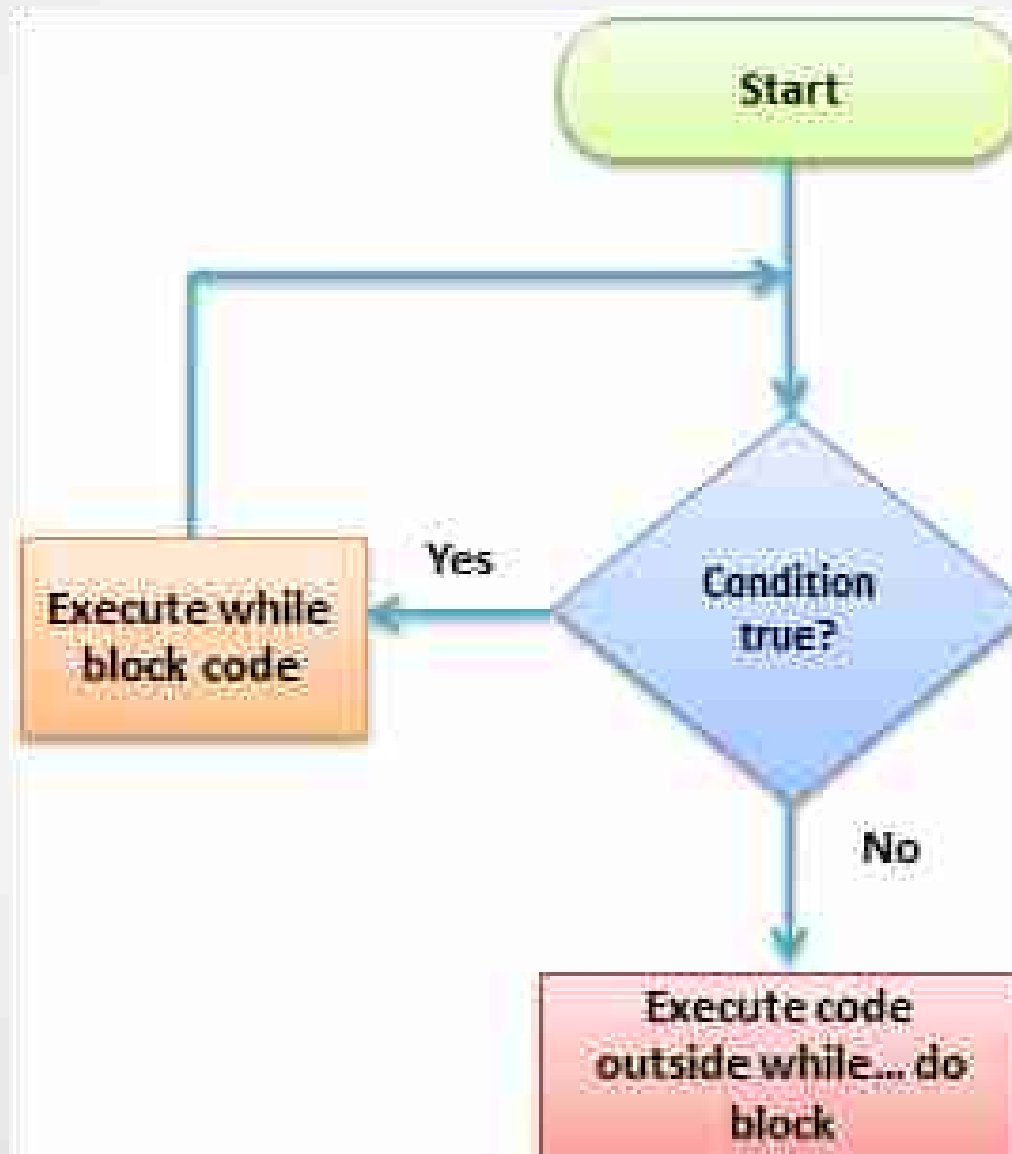 Start
Yes
Condition
true?
Execute while
block code
No
Execute code
outside while... do
block